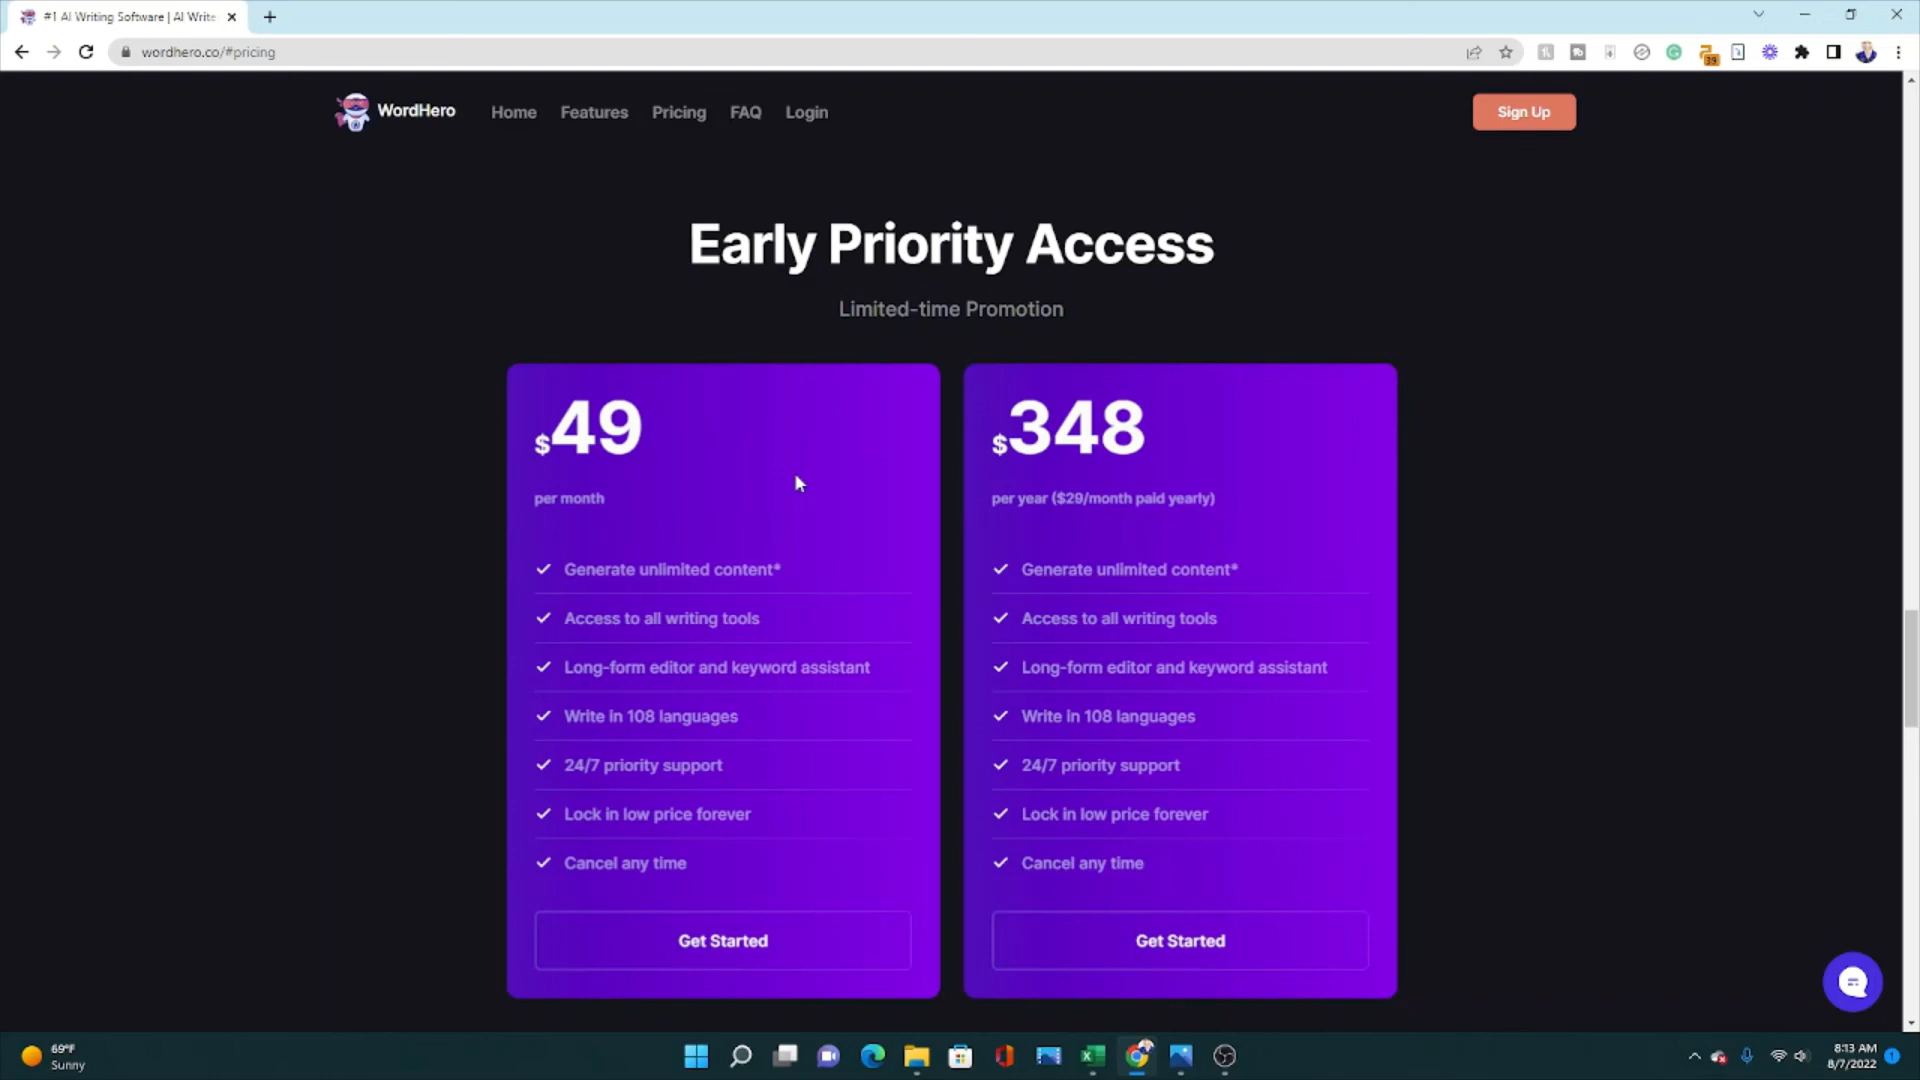 #1 AI Writing Software | AI Write
wordhero.co/#pricing
39
WordHero
Home
Features
Pricing
FAQ
Login
Sign Up
Early Priority Access
Limited-time Promotion
$49
per month
Generate unlimited content*
Access to all writing tools
Long-form editor and keyword assistant
Write in 108 languages
24/7 priority support
Lock in low price forever
Cancel any time
Get Started
$348
per year ($29/month paid yearly)
Generate unlimited content*
Access to all writing tools
Long-form editor and keyword assistant
Write in 108 languages
24/7 priority support
Lock in low price forever
Cancel any time
Get Started
69°F
Sunny
8:13 AM
8/7/2022
1